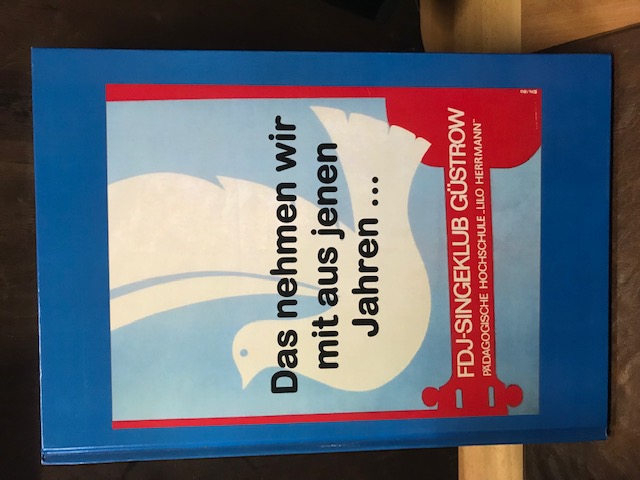 Das nehmen wir
mit aus jenen
Jahren ...
FDJ-SINGEKLUB GÜSTROW
PÄDAGOGISCHE HOCHSCHULE „LILO HERRMANN"